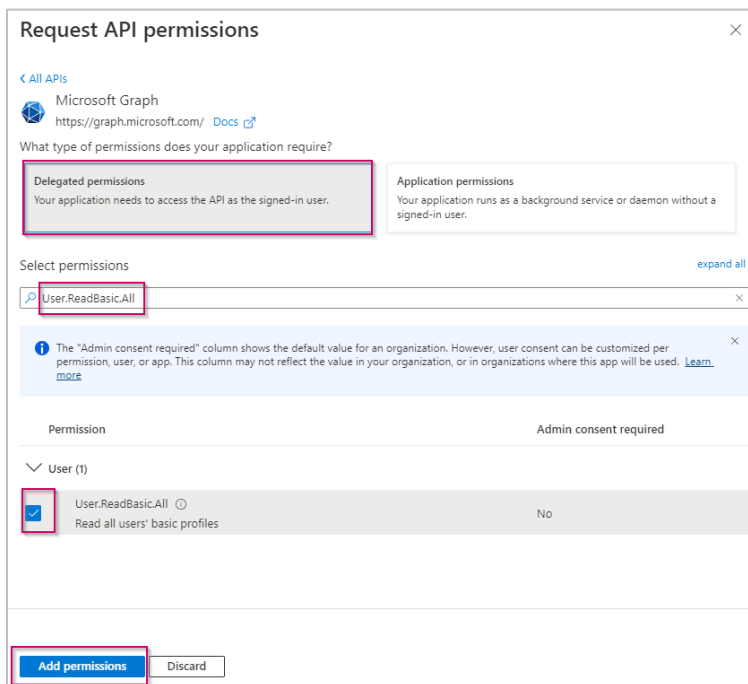 Request API permissions
All APIs
Microsoft Graph
https://graph.microsoft.com/ Docs
What type of permissions does your application require?
Delegated permissions
Your application needs to access the API as the signed-in user.
Application permissions
Your application runs as a background service or daemon without a
signed-in user.
Select permissions
expand all
User.ReadBasic.All
The "Admin consent required" column shows the default value for an organization. However, user consent can be customized per
permission, user, or app. This column may not reflect the value in your organization, or in organizations where this app will be used. Learn
more
Permission
Admin consent required
User (1)
User.ReadBasic.All
Read all users' basic profiles
No
Add permissions
Discard